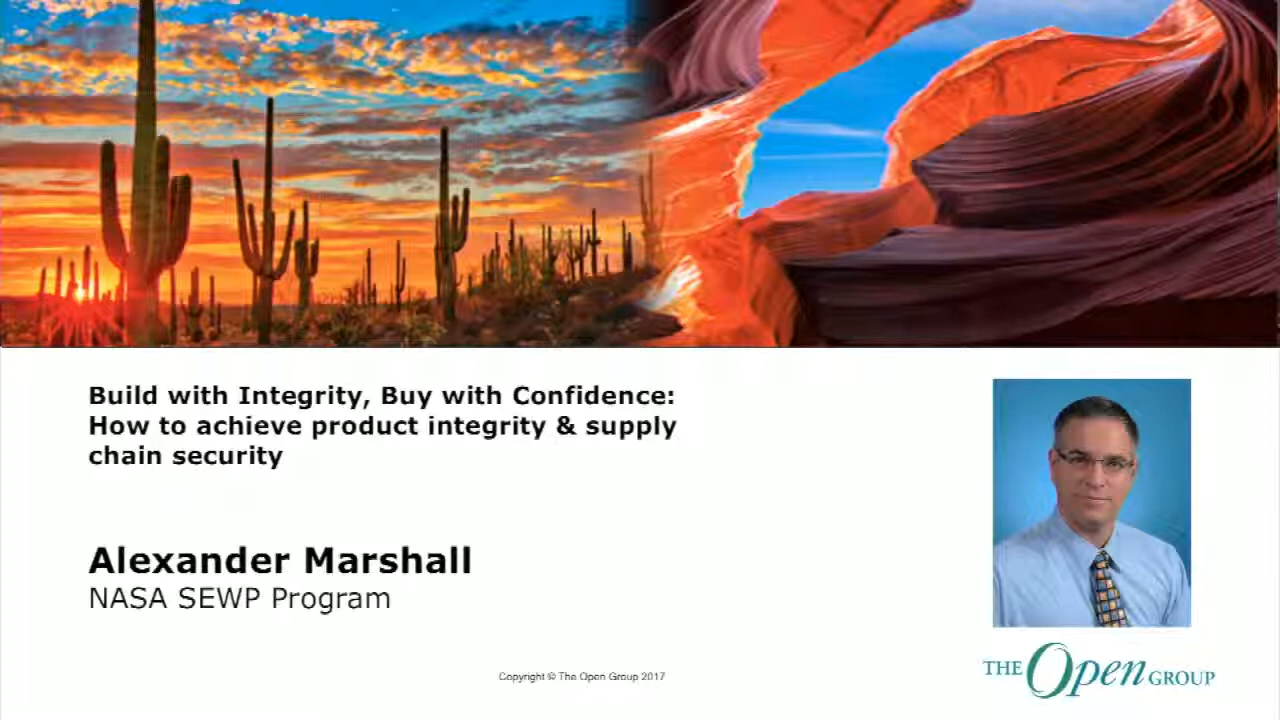 Build with Integrity, Buy with Confidence:
How to achieve product integrity & supply
chain security
Alexander Marshall
NASA SEWP Program
Copyright © The Open Group 2017
THE Open GROUP